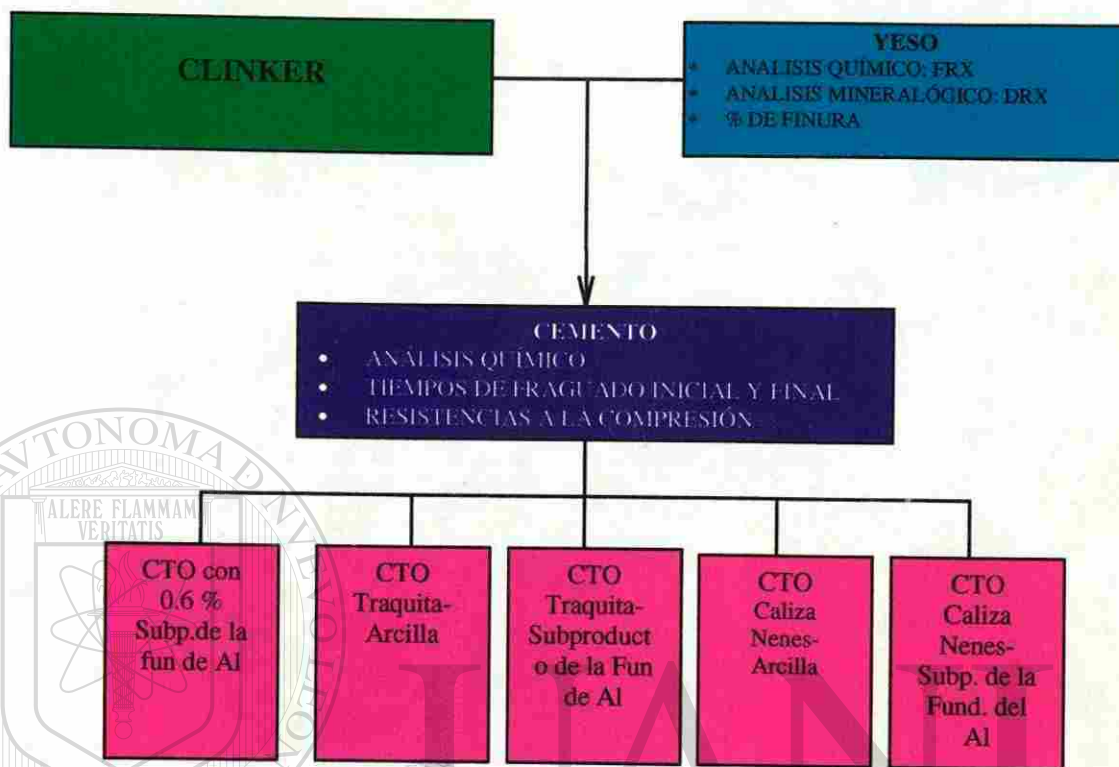 CLINKER
YESO
* ANALISIS QUÍMICO: FRX
* ANALISIS MINERALÓGICO: DRX
* % DE FINURA
CEMENTO
• ANÁLISIS QUÍMICO
• TIEMPOS DE FRAGUADO INICIAL Y FINAL
• RESISTENCIAS A LA COMPRESIÓN
CTO con
0.6 %
Subp.de la
fun de Al
CTO
Traquita-
Arcilla
CTO
Traquita-
Subproduct
o de la Fun
de Al
CTO
Caliza
Nenes-
Arcilla
CTO
Caliza
Nenes-
Subp. de la
Fund. del
Al
ALERE FLAMMAM
VERITATIS